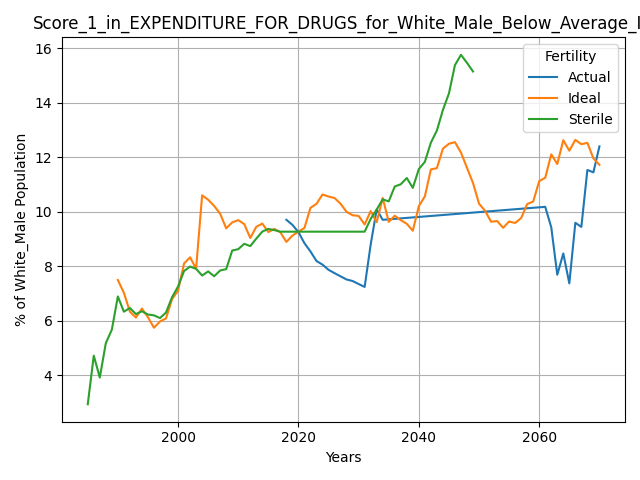 Score_1_in_EXPENDITURE_FOR_DRUGS_for_White_Male_Below_Average_I
Fertility
Actual
Ideal
Sterile
% of White_Male Population
16
14
12
10
8
6
4
2000
2020
2040
2060
Years